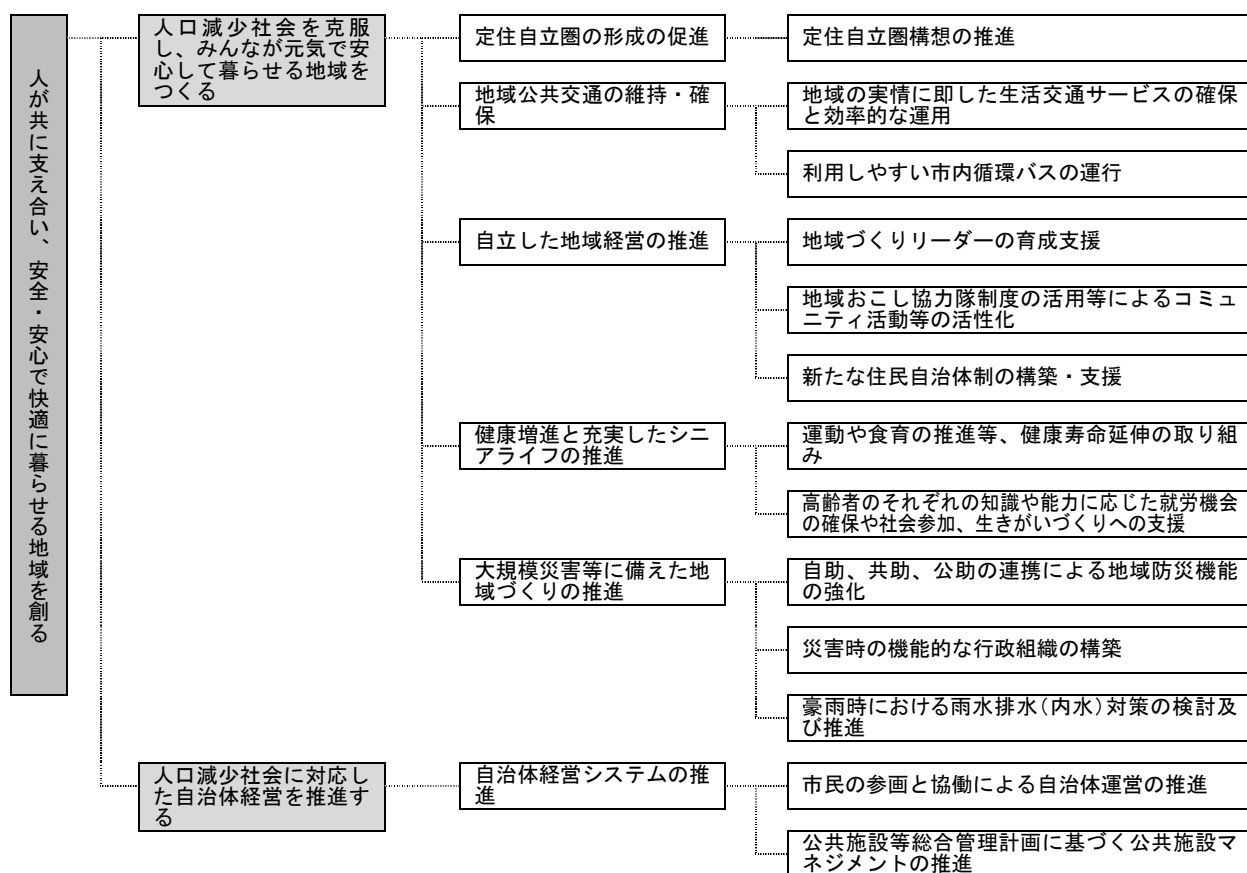 人が共に支え合い、安全・安心で快適に暮らせる地域を創る
人口減少社会を克服
し、みんなが元気で安
心して暮らせる地域を
つくる
定住自立圏の形成の促進
定住自立圏構想の推進
地域公共交通の維持・確
保
地域の実情に即した生活交通サービスの確保
と効率的な運用
利用しやすい市内循環バスの運行
自立した地域経営の推進
地域づくりリーダーの育成支援
地域おこし協力隊制度の活用等によるコミュ
ニティ活動等の活性化
新たな住民自治体制の構築・支援
健康増進と充実したシニ
アライフの推進
運動や食育の推進等、健康寿命延伸の取り組
み
高齢者のそれぞれの知識や能力に応じた就労機会
の確保や社会参加、生きがいづくりへの支援
大規模災害等に備えた地
域づくりの推進
自助、共助、公助の連携による地域防災機能
の強化
災害時の機能的な行政組織の構築
豪雨時における雨水排水(内水)対策の検討及
び推進
人口減少社会に対応し
た自治体経営を推進す
る
自治体経営システムの推
進
市民の参画と協働による自治体運営の推進
公共施設等総合管理計画に基づく公共施設マ
ネジメントの推進